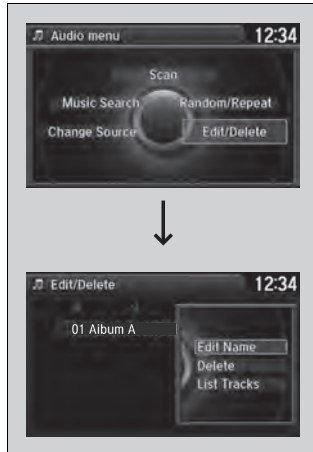 Audio menu 12:34
Scan
Music Search Random/Repeat
Change Source Edit/Delete
Edit/Delete 12:34
01 Aibum A
Edit Name
Delete
List Tracks